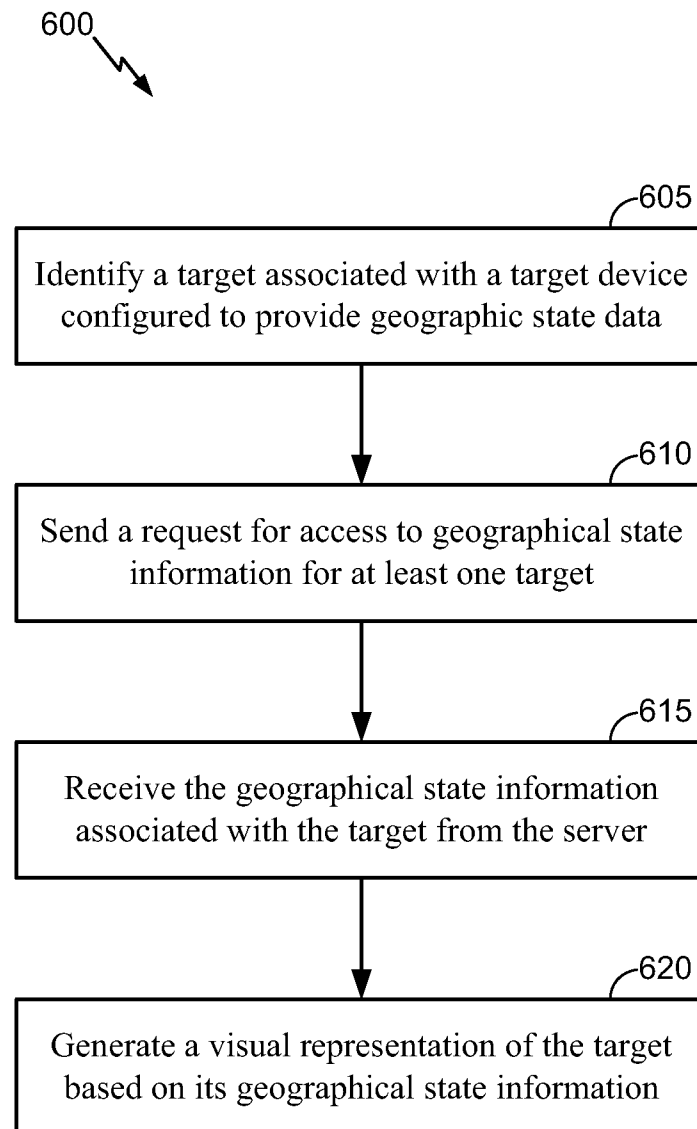 600
605
Identify a target associated with a target device
configured to provide geographic state data
610
Send a request for access to geographical state
information for at least one target
615
Receive the geographical state information
associated with the target from the server
620
Generate a visual representation of the target
based on its geographical state information